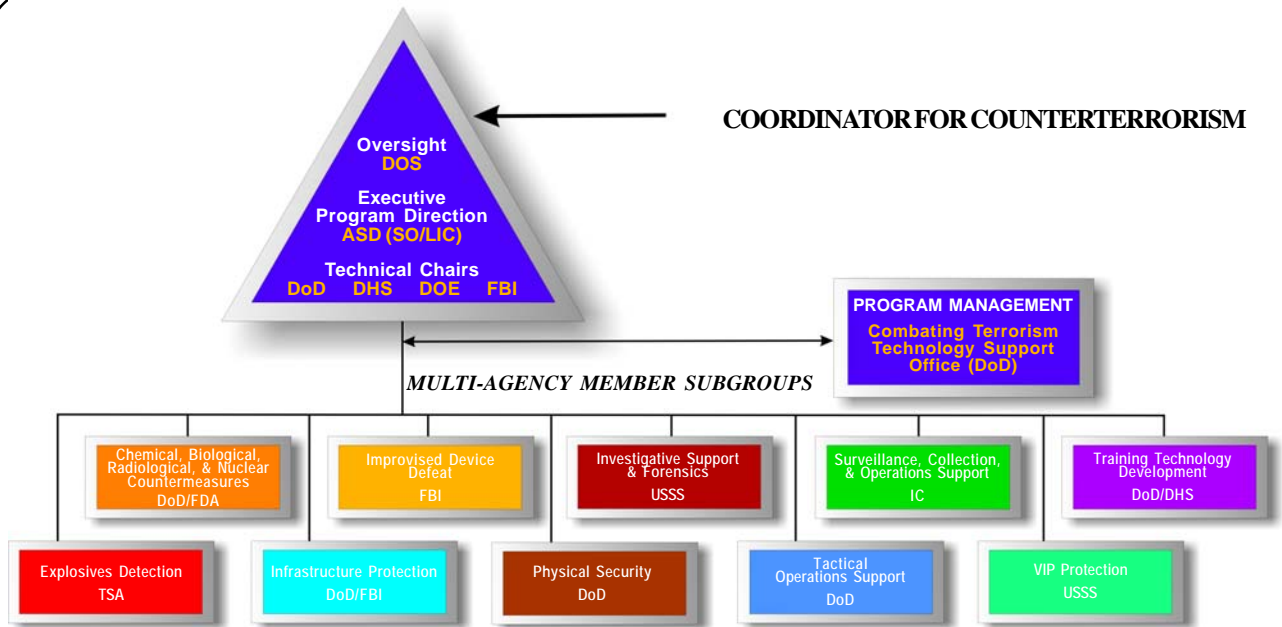 COORDINATOR FOR COUNTERTERRORISM
Oversight
DOS
Executive
Program Direction
ASD (SO/LIC)
Technical Chairs
DoD DHS DOE FBI
PROGRAM MANAGEMENT
Combating Terrorism
Technology Support
Office (DoD)
MULTI-AGENCY MEMBER SUBGROUPS
Chemical, Biological,
Radiological, & Nuclear
Countermeasures
DoD/FDA
Improvised Device
Defeat
FBI
Investigative Support
& Forensics
USSS
Surveillance, Collection,
& Operations Support
IC
Training Technology
Development
DoD/DHS
Explosives Detection
TSA
Infrastructure Protection
DoD/FBI
Physical Security
DoD
Tactical
Operations Support
DoD
VIP Protection
USSS